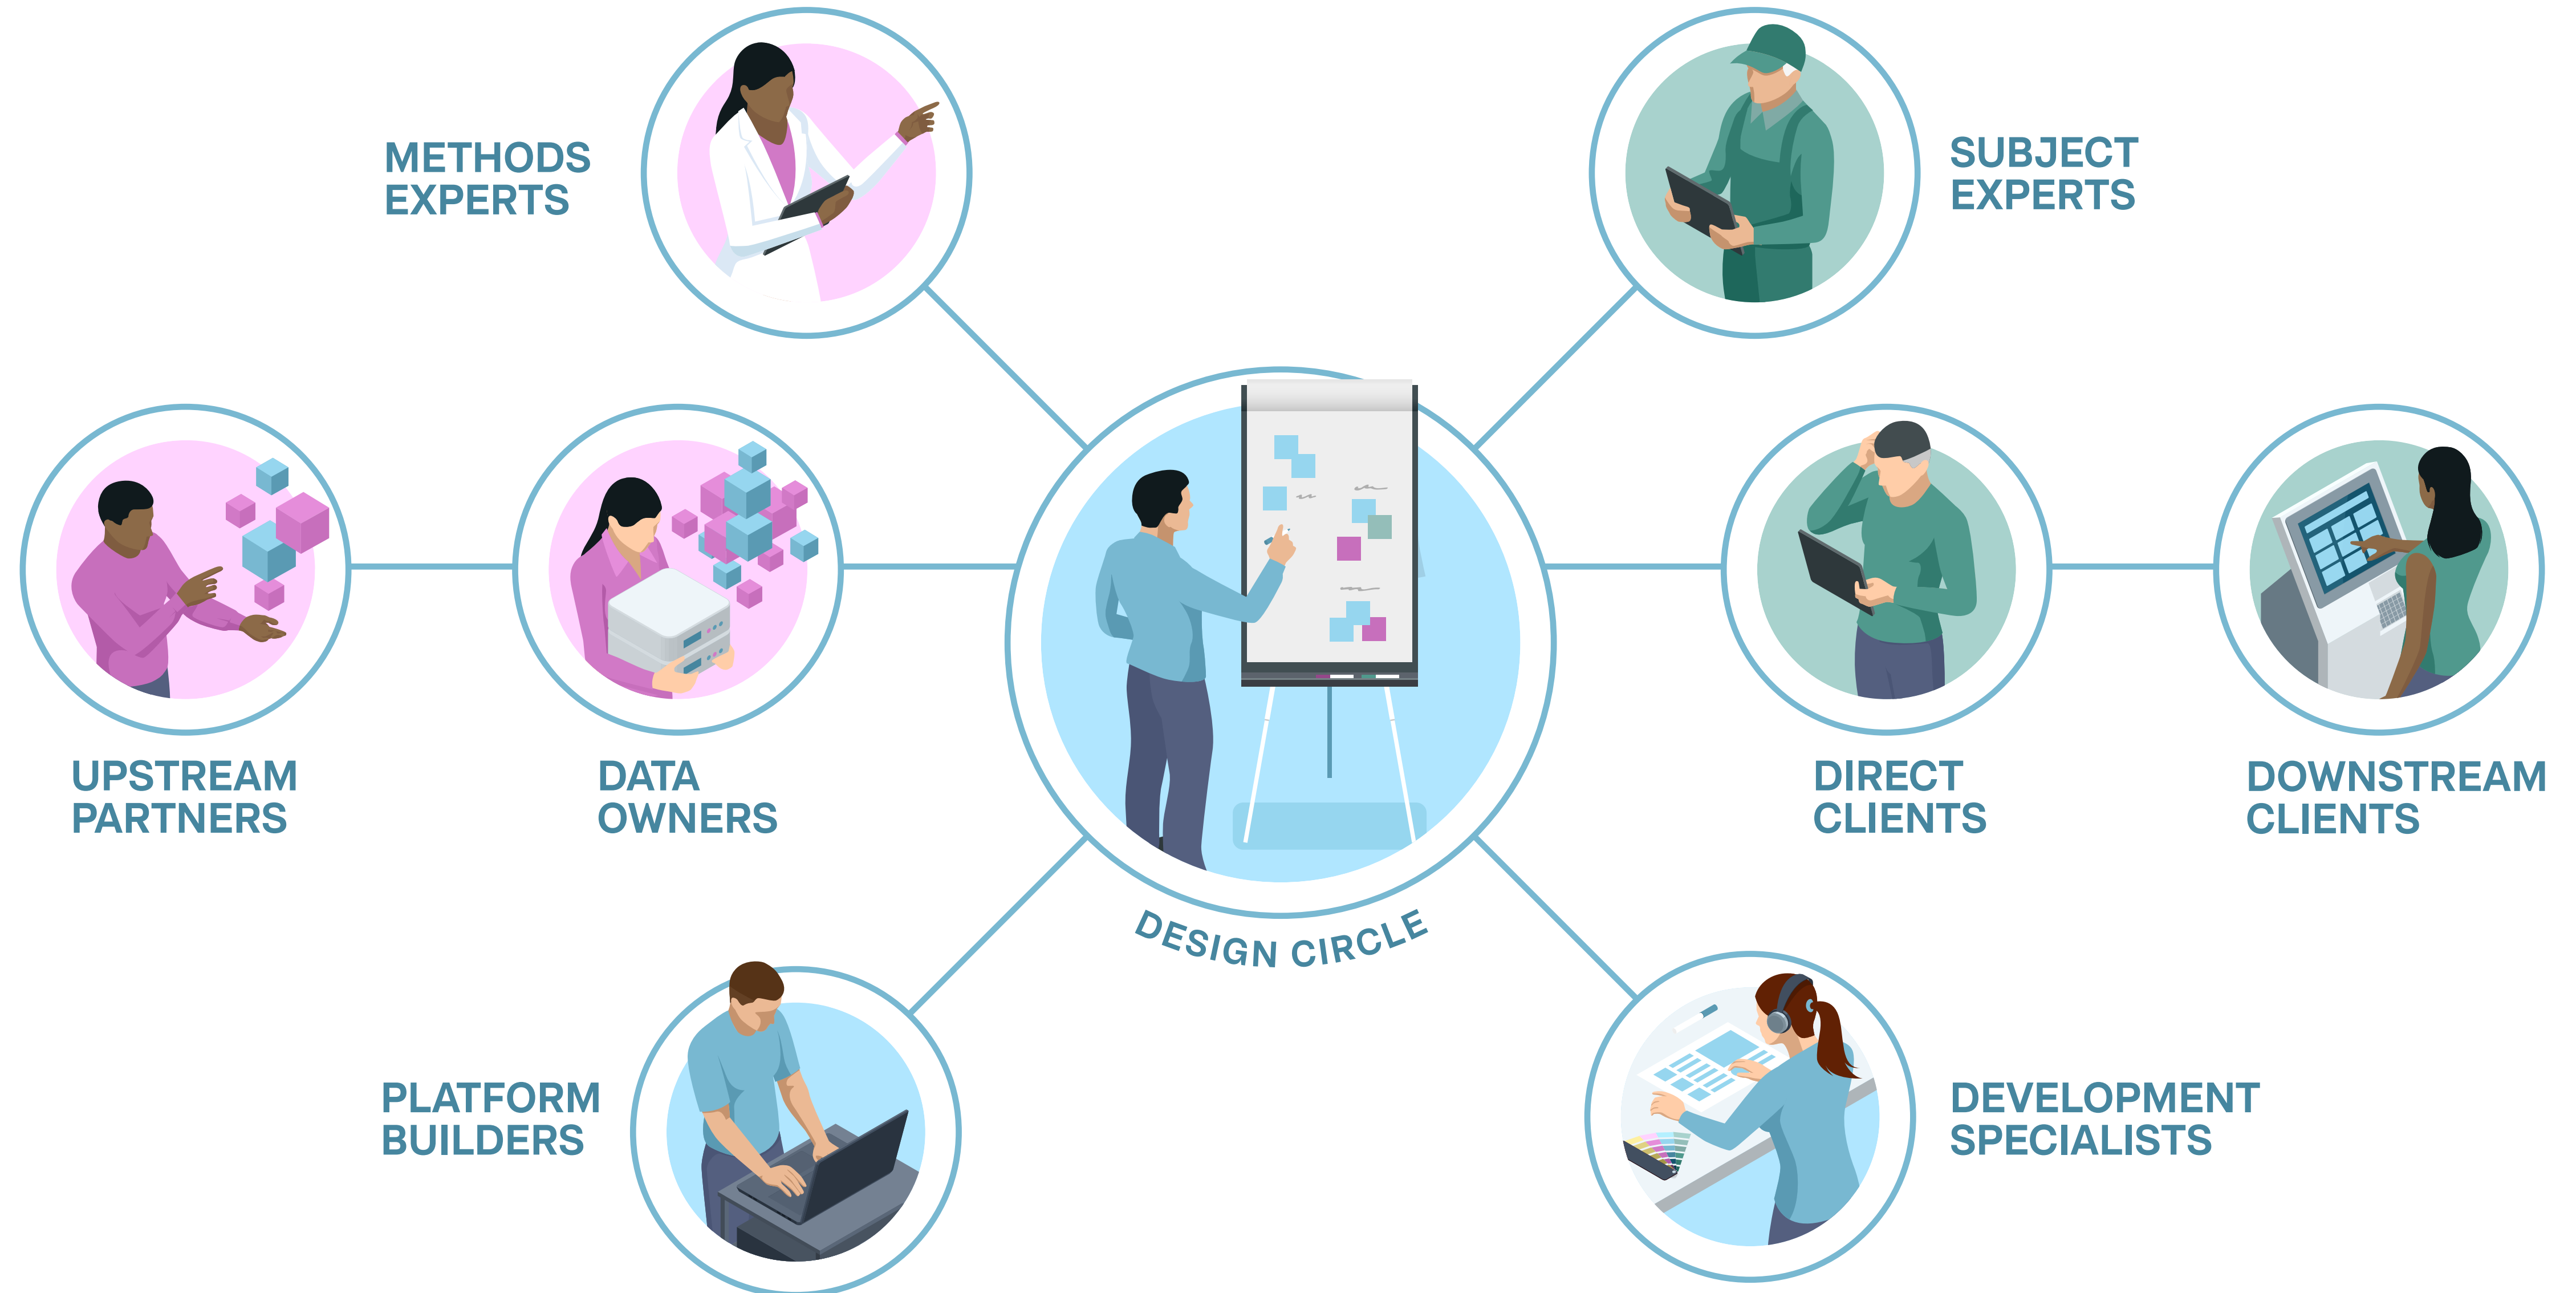 METHODS
EXPERTS
SUBJECT
EXPERTS
UPSTREAM
PARTNERS
DATA
OWNERS
DIRECT
CLIENTS
DOWNSTREAM
CLIENTS
DESIGN CIRCLE
PLATFORM
BUILDERS
DEVELOPMENT
SPECIALISTS